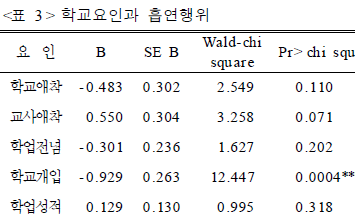 <표 3> 학교요인과 흡연행위
요 인 B SE B Wald-chi square Pr> chi squ
학교애착 -0.483 0.302 2.549 0.110
교사애착 0.550 0.304 3.258 0.071
학업전념 -0.301 0.236 1.627 0.202
학교개입 -0.929 0.263 12.447 0.0004**
학업성적 0.129 0.130 0.995 0.318